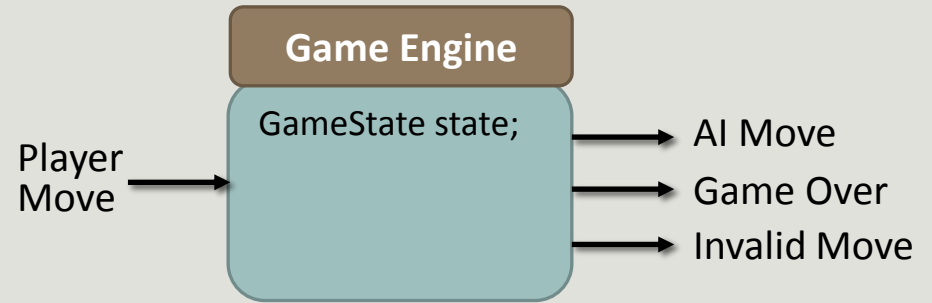 Game Engine
GameState state;
Player
Move
AI Move
Game Over
Invalid Move